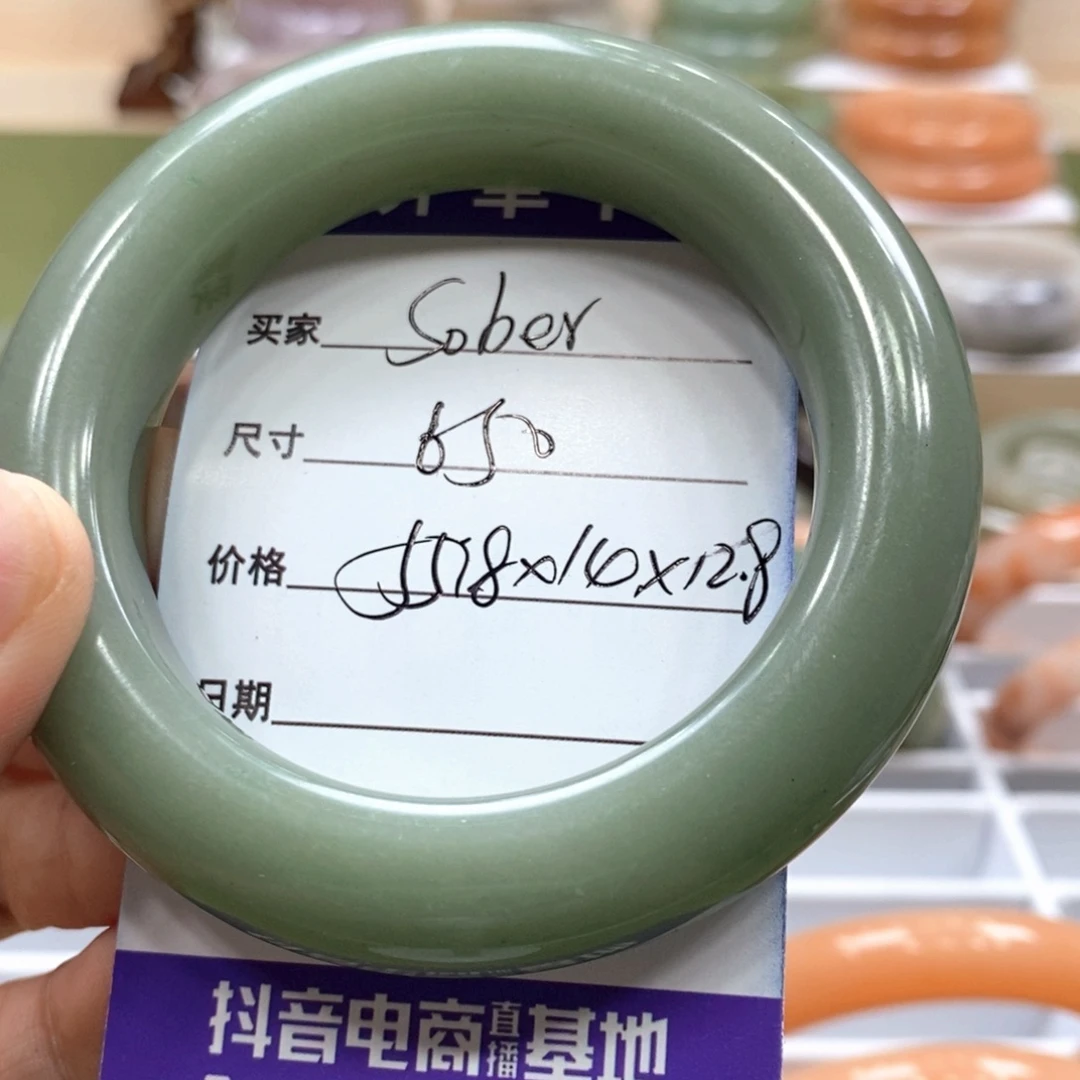 买家 Sober
尺寸 650
价格 55.18x14x12.8
日期
抖音电商直播基地